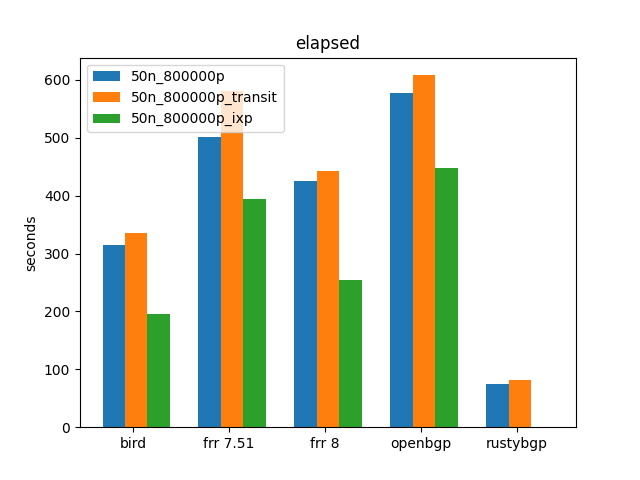 elapsed
50n_800000p
50n_800000p_transit
50n_800000p_ixp
600
500
400
300
200
100
0
seconds
bird
frr 7.51
frr 8
openbgp
rustybgp